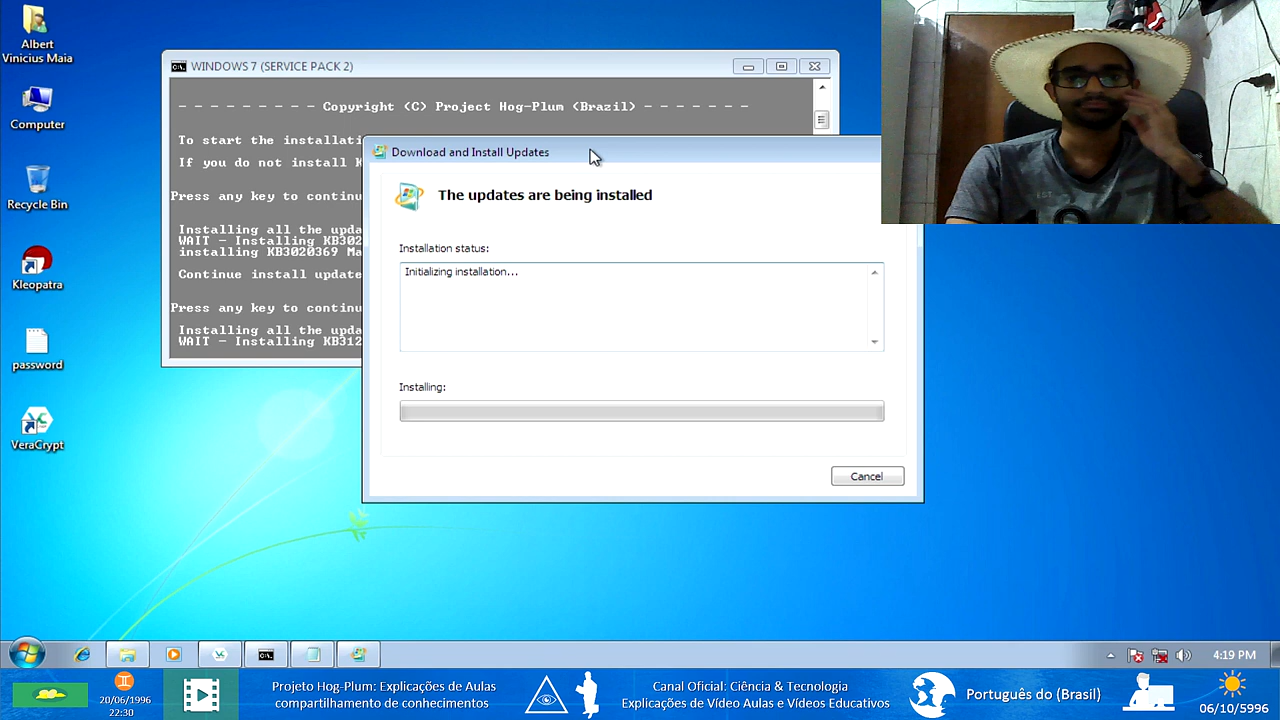 Albert
Vinicius Maia
Computer
Recycle Bin
Kleopatra
password
VeraCrypt
WINDOWS 7 (SERVICE PACK 2)
- - - - - - - - Copyright (C) Project Hog-Plum (Brazil) - - - - - - -
To start the installati
If you do not install K
Press any key to continu
Installing all the upda
WAIT - Installing KB302
installing KB3020369 Ma
Continue install update
Press any key to continu
Installing all the upda
WAIT - Installing KB312
Download and Install Updates
The updates are being installed
Installation status:
Initializing installation...
Installing:
Cancel
4:19 PM
20/06/1996
22:30
Projeto Hog-Plum: Explicações de Aulas
compartilhamento de conhecimentos
Canal Oficial: Ciência & Tecnologia
Explicações de Vídeo Aulas e Vídeos Educativos
Português do (Brasil)
06/10/5996